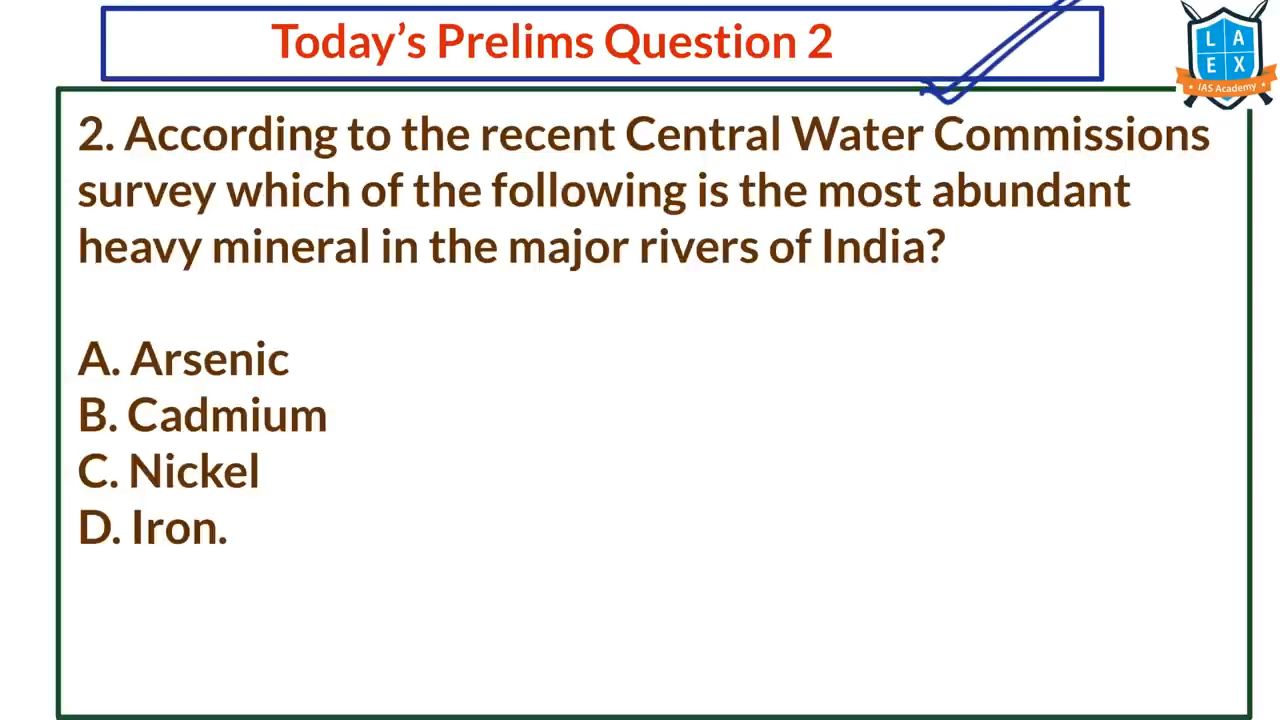 Today's Prelims Question 2
L A
E X
IAS Academy
2. According to the recent Central Water Commissions
survey which of the following is the most abundant
heavy mineral in the major rivers of India?
A. Arsenic
B. Cadmium
C. Nickel
D. Iron.